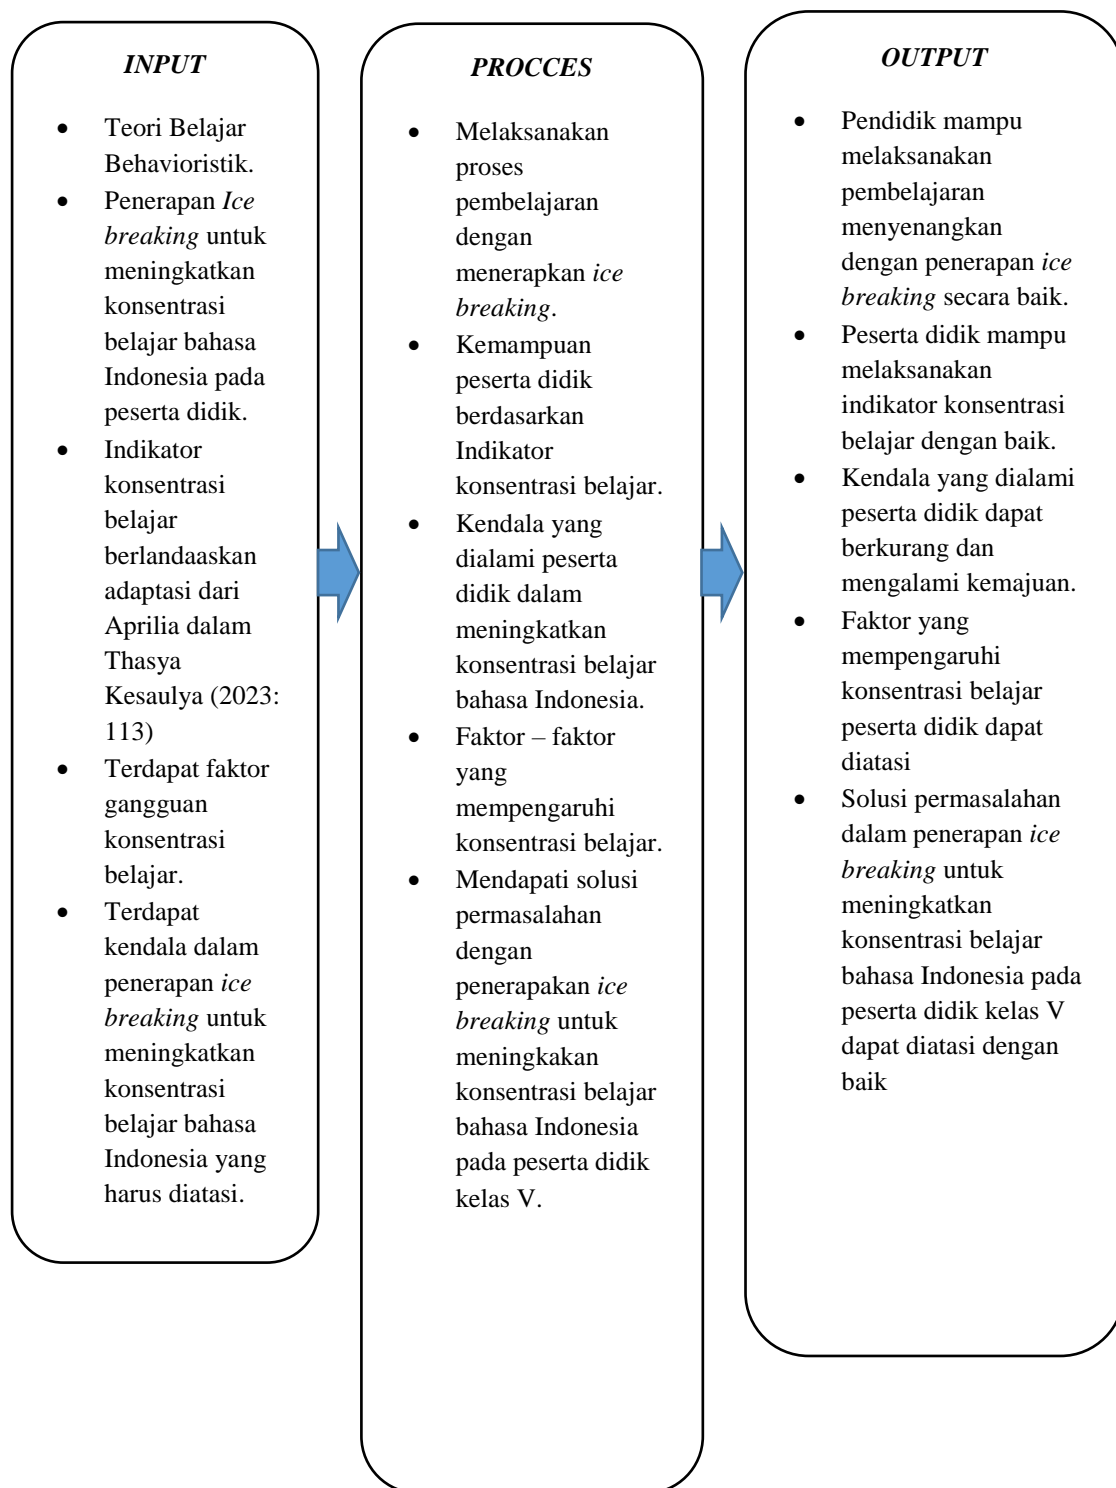 INPUT
• Teori Belajar
Behavioristik.
• Penerapan Ice
breaking untuk
meningkatkan
konsentrasi
belajar bahasa
Indonesia pada
peserta didik.
• Indikator
konsentrasi
belajar
berlandaaskan
adaptasi dari
Aprilia dalam
Thasya
Kesaulya (2023:
113)
• Terdapat faktor
gangguan
konsentrasi
belajar.
• Terdapat
kendala dalam
penerapan ice
breaking untuk
meningkatkan
konsentrasi
belajar bahasa
Indonesia yang
harus diatasi.
PROCCES
• Melaksanakan
proses
pembelajaran
dengan
menerapkan ice
breaking.
• Kemampuan
peserta didik
berdasarkan
Indikator
konsentrasi belajar.
• Kendala yang
dialami peserta
didik dalam
meningkatkan
konsentrasi belajar
bahasa Indonesia.
• Faktor – faktor
yang
mempengaruhi
konsentrasi belajar.
• Mendapati solusi
permasalahan
dengan
penerapakan ice
breaking untuk
meningkakan
konsentrasi belajar
bahasa Indonesia
pada peserta didik
kelas V.
OUTPUT
• Pendidik mampu
melaksanakan
pembelajaran
menyenangkan
dengan penerapan ice
breaking secara baik.
• Peserta didik mampu
melaksanakan
indikator konsentrasi
belajar dengan baik.
• Kendala yang dialami
peserta didik dapat
berkurang dan
mengalami kemajuan.
• Faktor yang
mempengaruhi
konsentrasi belajar
peserta didik dapat
diatasi
• Solusi permasalahan
dalam penerapan ice
breaking untuk
meningkatkan
konsentrasi belajar
bahasa Indonesia pada
peserta didik kelas V
dapat diatasi dengan
baik